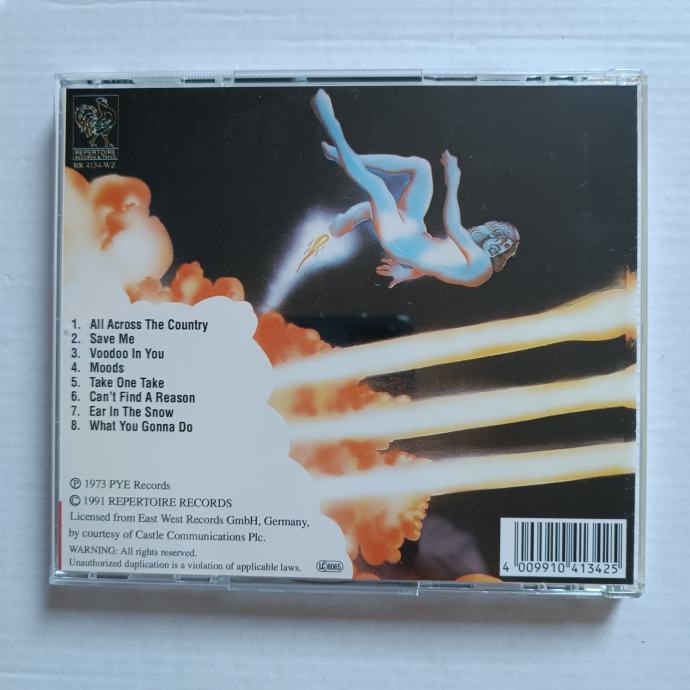 REPERTOIRE
RECORDS & TAPES
RR 4134-WZ
1. All Across The Country
2. Save Me
3. Voodoo In You
4. Moods
5. Take One Take
6. Can't Find A Reason
7. Ear In The Snow
8. What You Gonna Do
℗ 1973 PYE Records
© 1991 REPERTOIRE RECORDS
Licensed from East West Records GmbH, Germany,
by courtesy of Castle Communications Plc.
WARNING: All rights reserved.
Unauthorized duplication is a violation of applicable laws.
LC 8065
4 009910 413425